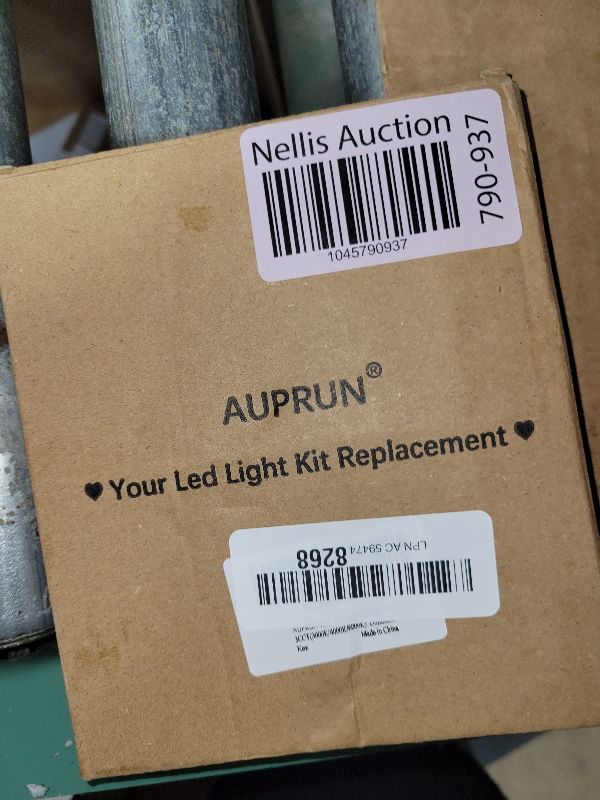 Nellis Auction
790-937
1045790937
AUPRUN®
♥ Your Led Light Kit Replacement ♥
LPN AC 59474 8268
Made in China